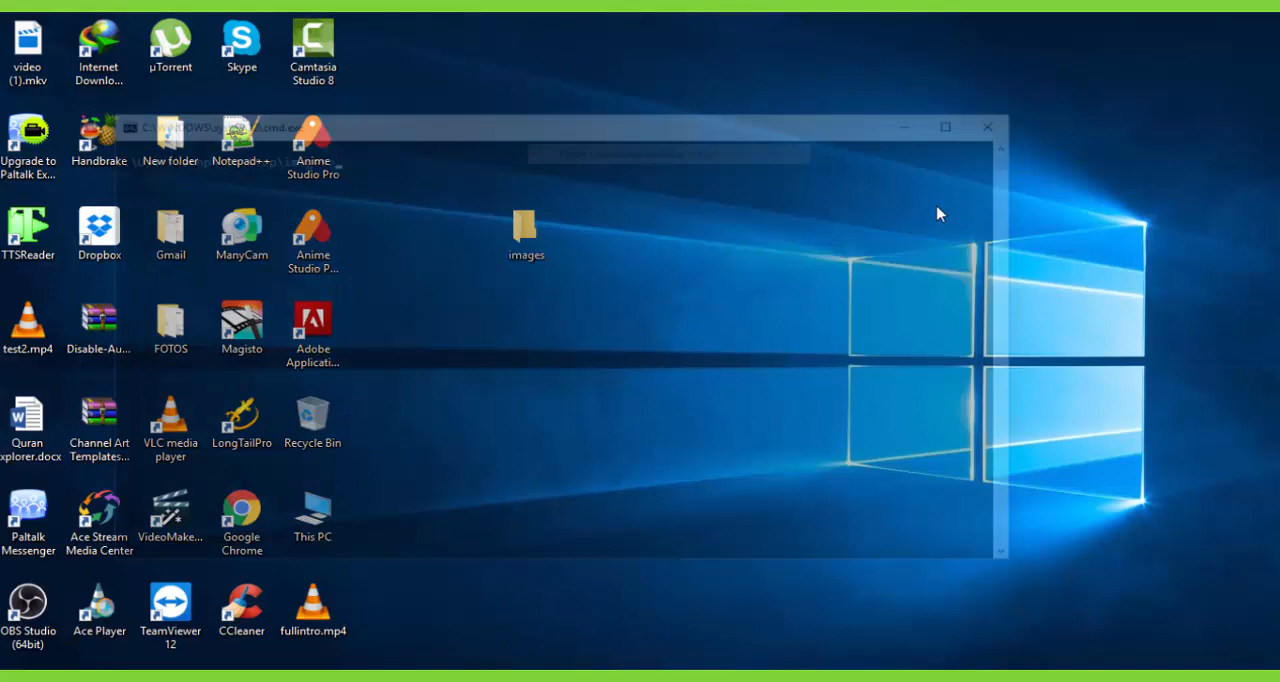 video
(1).mkv
Internet
Downlo...
µTorrent
Skype
Camtasia
Studio 8
Upgrade to
Paltalk Ex...
Handbrake
New folder
Notepad++
Anime
Studio Pro
TTSReader
Dropbox
Gmail
ManyCam
Anime
Studio P...
images
test2.mp4
Disable-Au...
FOTOS
Magisto
Adobe
Applicati...
Quran
xplorer.docx
Channel Art
Templates...
VLC media
player
LongTailPro
Recycle Bin
Paltalk
Messenger
Ace Stream
Media Center
VideoMake...
Google
Chrome
This PC
OBS Studio
(64bit)
Ace Player
TeamViewer
12
CCleaner
fullintro.mp4